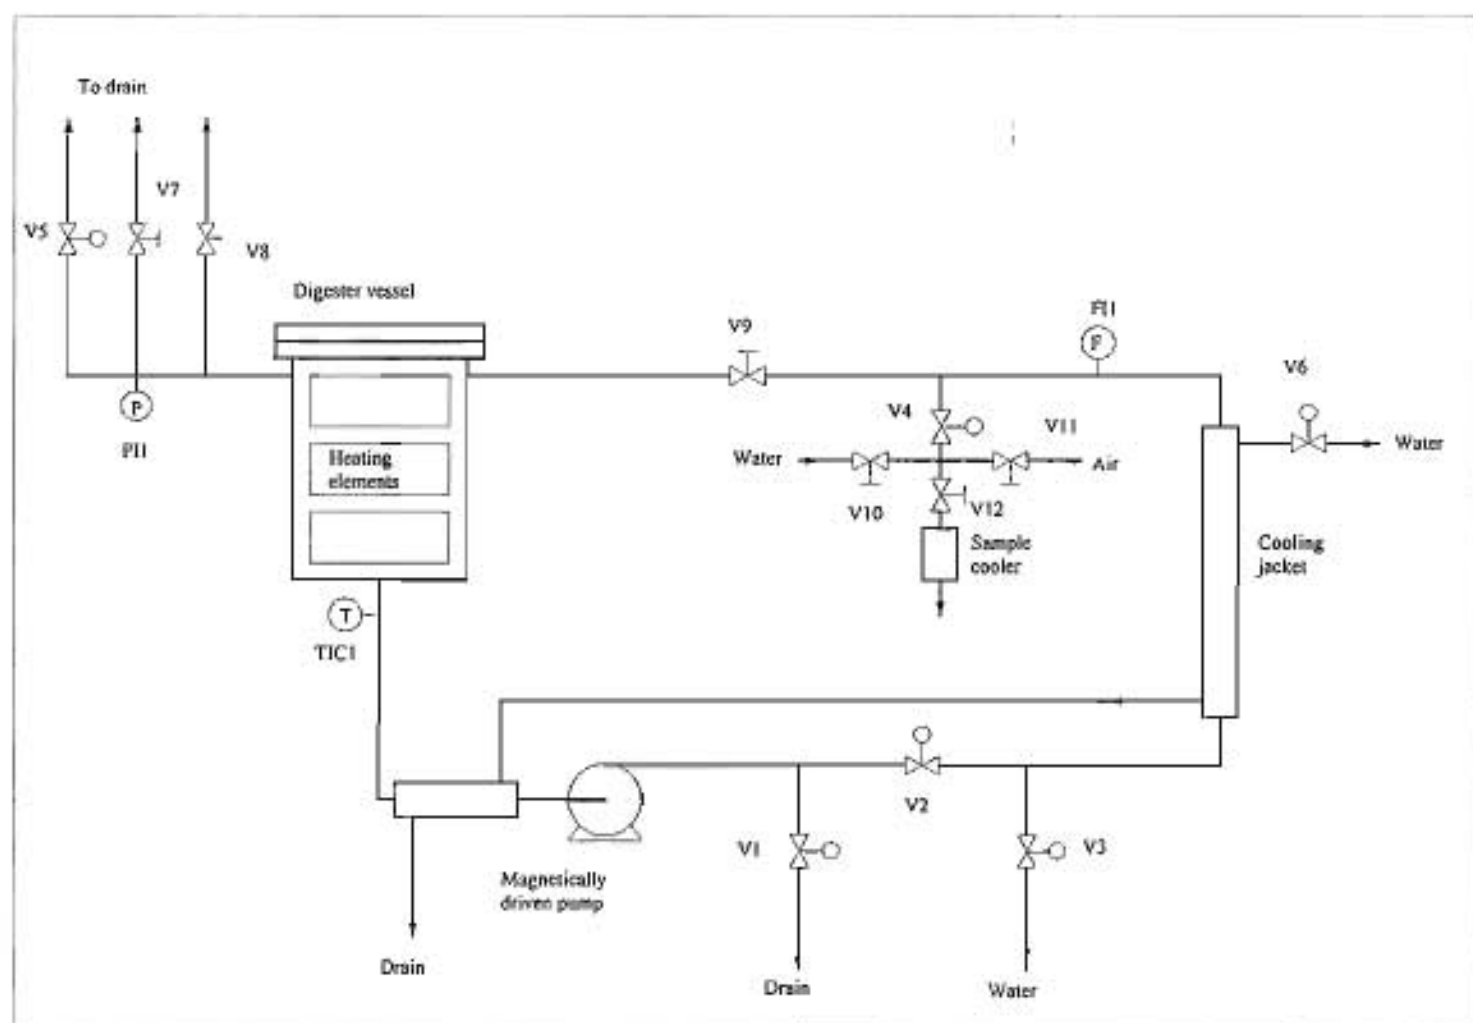 To drain
V7
V5
V8
Digester vessel
V9
FI1
F
V6
P
PI1
V4
V11
Water
Air
Water
Heating
elements
V10
V12
Sample
cooler
Cooling
jacket
T
TIC1
V2
V1
V3
Magnetically
driven pump
Drain
Drain
Water